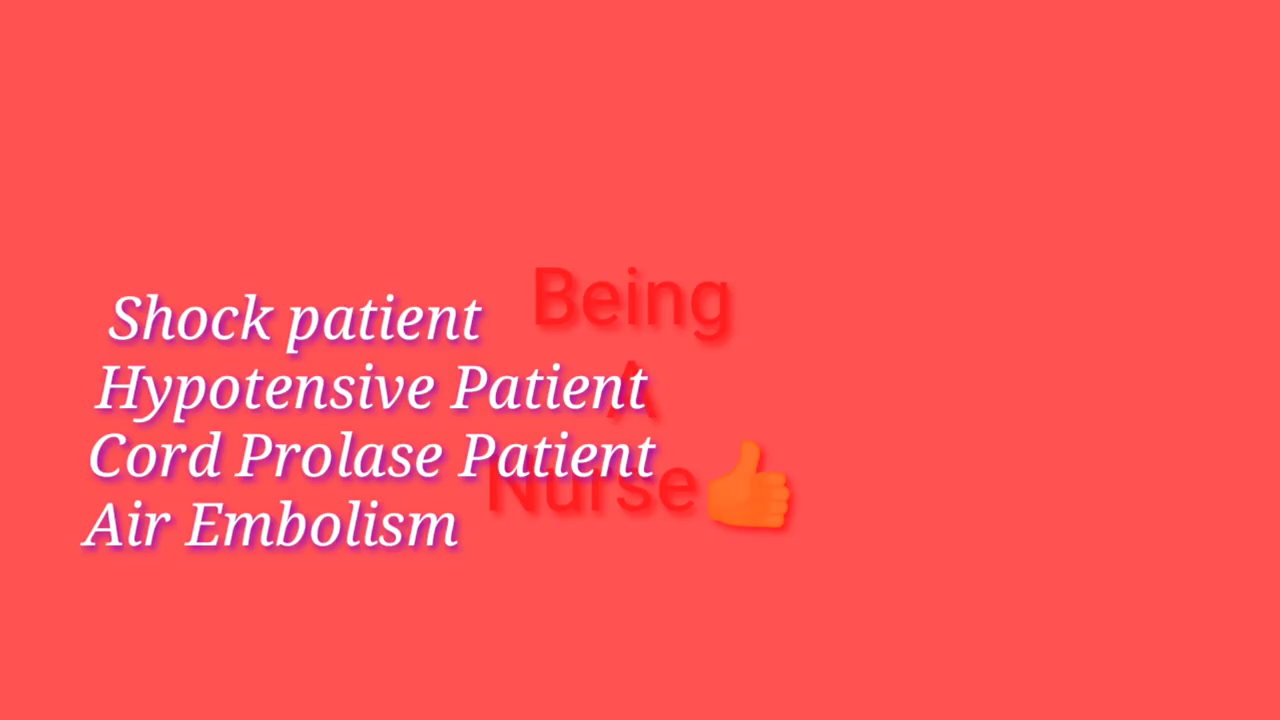 Shock patient
Hypotensive Patient
Cord Prolase Patient
Air Embolism
Being
A
Nurse👍